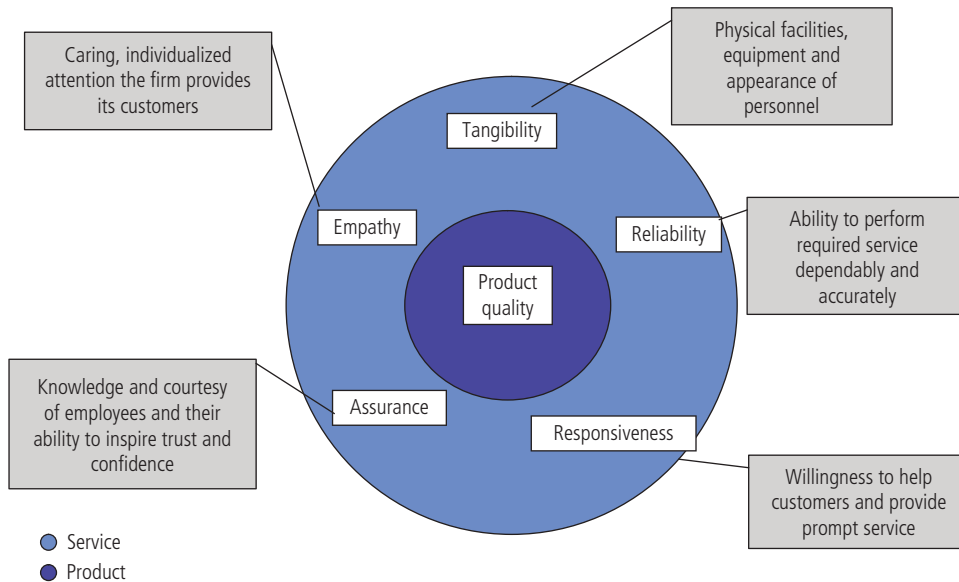 Physical facilities,
equipment and
appearance of
personnel
Caring, individualized
attention the firm provides
its customers
Tangibility
Empathy
Reliability
Ability to perform
required service
dependably and
accurately
Product
quality
Knowledge and courtesy
of employees and their
ability to inspire trust and
confidence
Assurance
Responsiveness
Willingness to help
customers and provide
prompt service
Service
Product